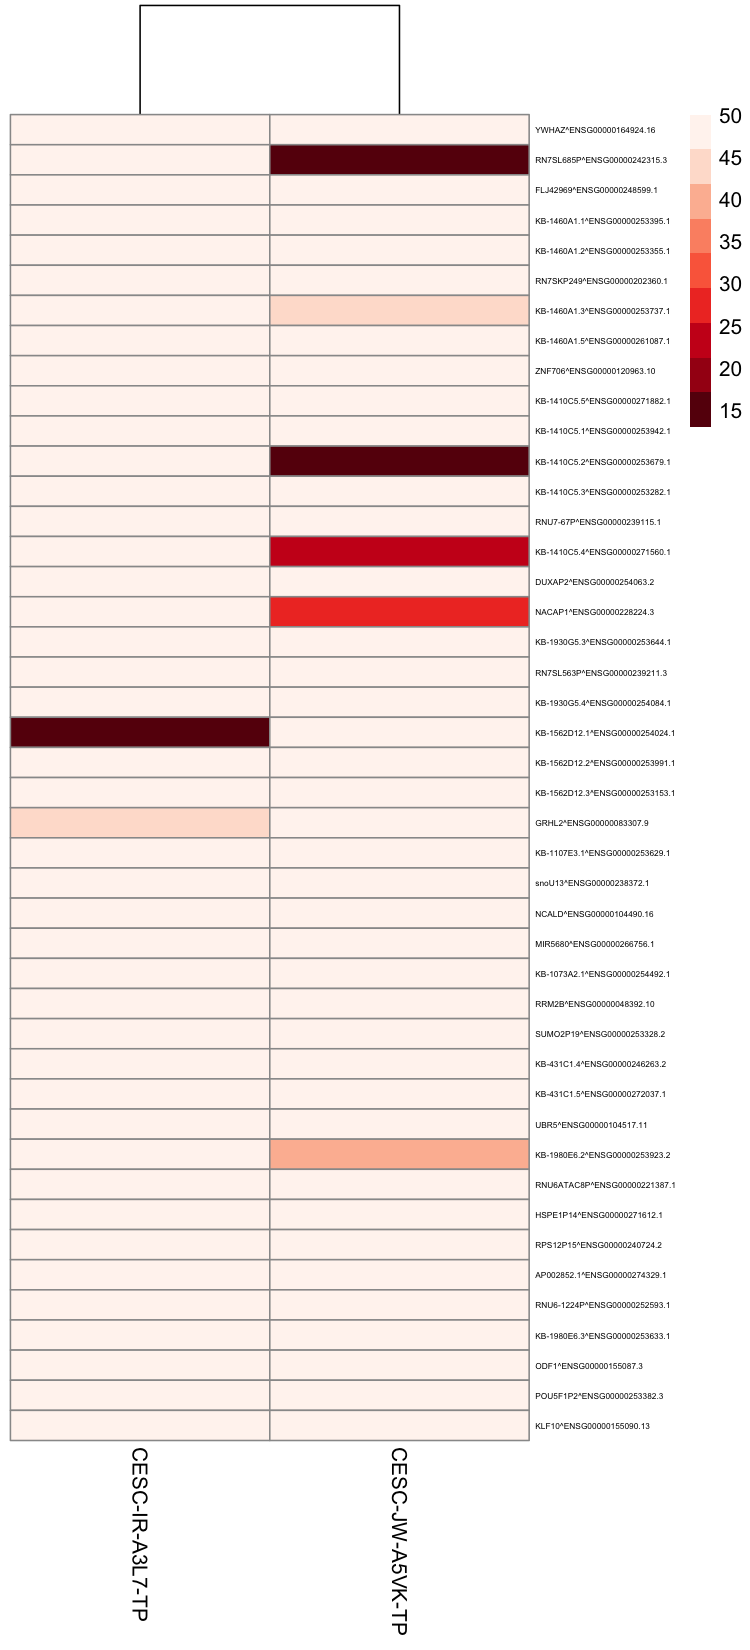 YWHAZ^ENSG00000164924.16
RN7SL685P^ENSG00000242315.3
FLJ42969^ENSG00000248599.1
KB-1460A1.1^ENSG00000253395.1
KB-1460A1.2^ENSG00000253355.1
RN7SKP249^ENSG00000202360.1
KB-1460A1.3^ENSG00000253737.1
KB-1460A1.5^ENSG00000261087.1
ZNF706^ENSG00000120963.10
KB-1410C5.5^ENSG00000271882.1
KB-1410C5.1^ENSG00000253942.1
KB-1410C5.2^ENSG00000253679.1
KB-1410C5.3^ENSG00000253282.1
RNU7-67P^ENSG00000239115.1
KB-1410C5.4^ENSG00000271560.1
DUXAP2^ENSG00000254063.2
NACAP1^ENSG00000228224.3
KB-1930G5.3^ENSG00000253644.1
RN7SL563P^ENSG00000239211.3
KB-1930G5.4^ENSG00000254084.1
KB-1562D12.1^ENSG00000254024.1
KB-1562D12.2^ENSG00000253991.1
KB-1562D12.3^ENSG00000253153.1
GRHL2^ENSG00000083307.9
KB-1107E3.1^ENSG00000253629.1
snoU13^ENSG00000238372.1
NCALD^ENSG00000104490.16
MIR5680^ENSG00000266756.1
KB-1073A2.1^ENSG00000254492.1
RRM2B^ENSG00000048392.10
SUMO2P19^ENSG00000253328.2
KB-431C1.4^ENSG00000246263.2
KB-431C1.5^ENSG00000272037.1
UBR5^ENSG00000104517.11
KB-1980E6.2^ENSG00000253923.2
RNU6ATAC8P^ENSG00000221387.1
HSPE1P14^ENSG00000271612.1
RPS12P15^ENSG00000240724.2
AP002852.1^ENSG00000274329.1
RNU6-1224P^ENSG00000252593.1
KB-1980E6.3^ENSG00000253633.1
ODF1^ENSG00000155087.3
POU5F1P2^ENSG00000253382.3
KLF10^ENSG00000155090.13
50
45
40
35
30
25
20
15
CESC-IR-A3L7-TP
CESC-JW-A5VK-TP